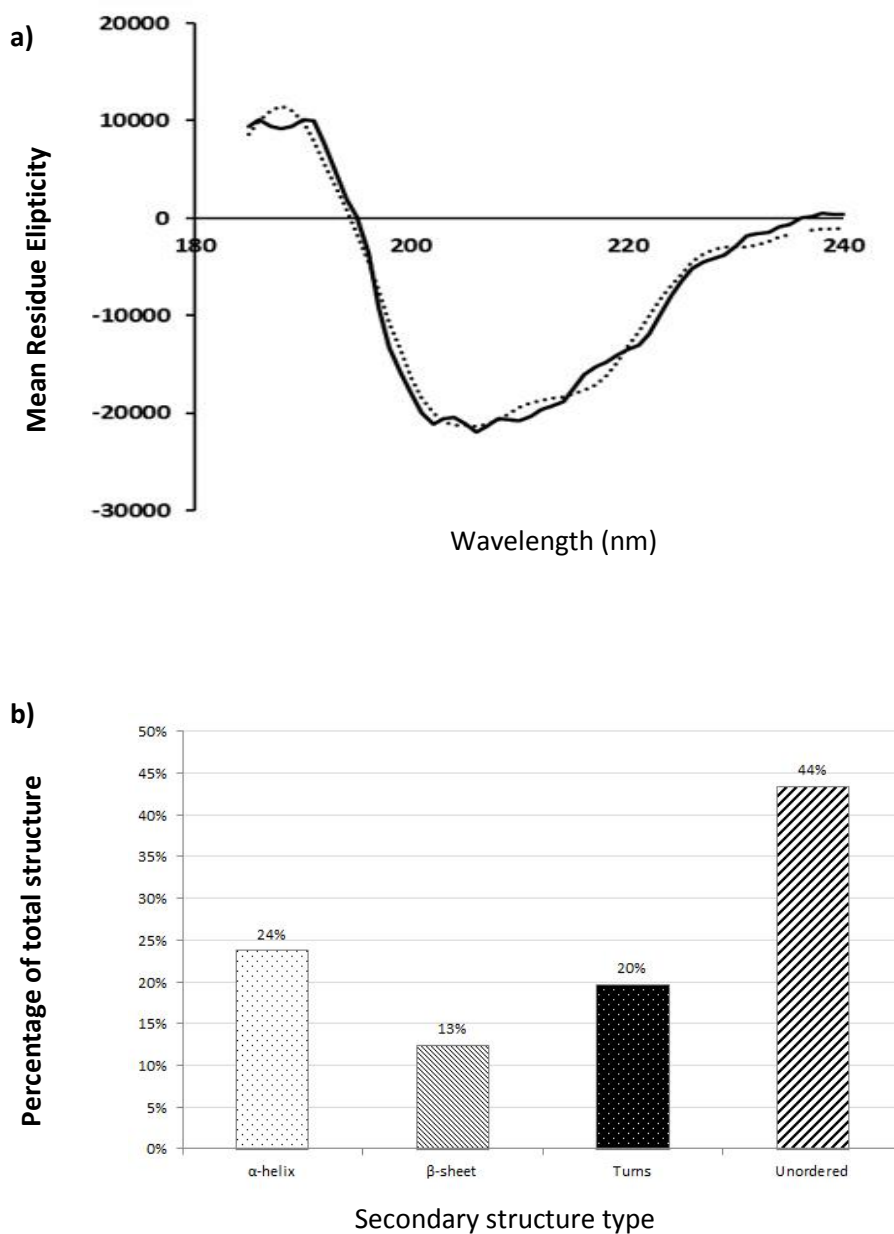 a)
Mean Residue Elipticity
20000
10000
0
-10000
-20000
-30000
180 200 220 240
Wavelength (nm)
b)
Percentage of total structure
50%
45%
40%
35%
30%
25%
20%
15%
10%
5%
0%
24%
13%
20%
44%
α-helix β-sheet Turns Unordered
Secondary structure type